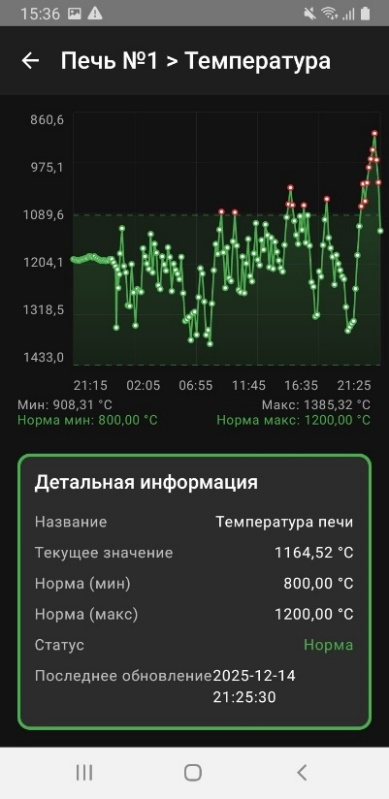 15:36
Печь №1 > Температура
860,6
975,1
1089,6
1204,1
1318,5
1433,0
21:15 02:05 06:55 11:45 16:35 21:25
Мин: 908,31 °C Макс: 1385,32 °C
Норма мин: 800,00 °C Норма макс: 1200,00 °C
Детальная информация
Название Температура печи
Текущее значение 1164,52 °C
Норма (мин) 800,00 °C
Норма (макс) 1200,00 °C
Статус Норма
Последнее обновление 2025-12-14
21:25:30